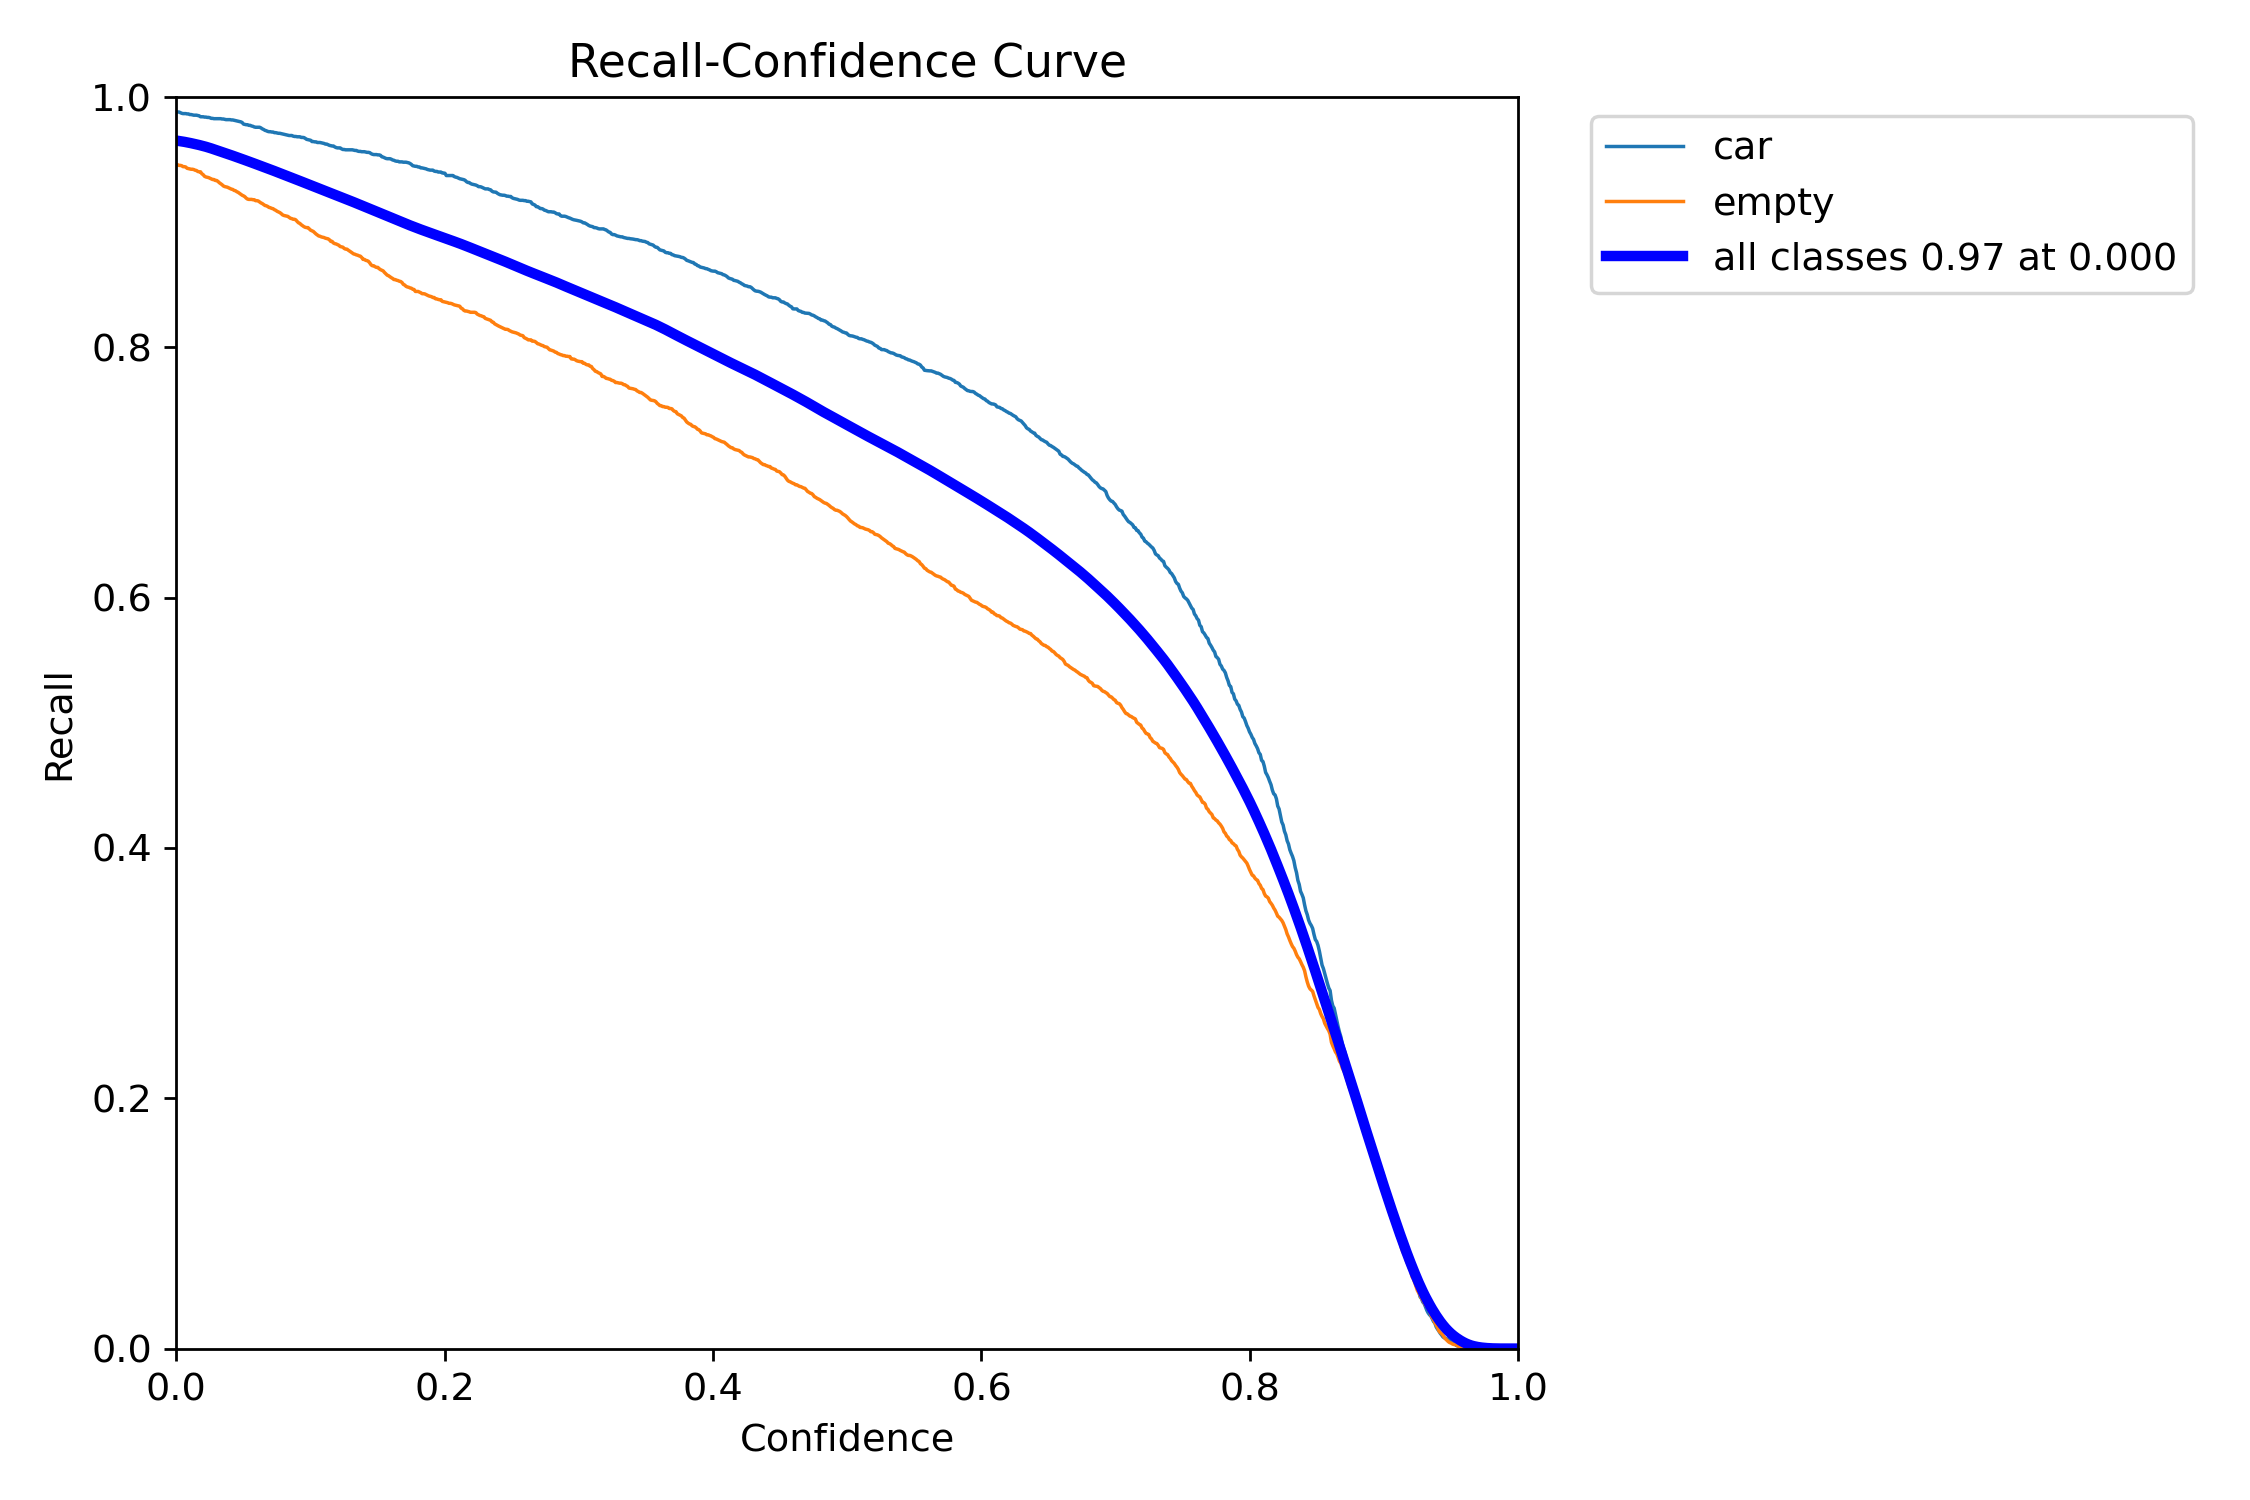 Recall-Confidence Curve
1.0
0.8
0.6
0.4
0.2
0.0
Recall
0.0 0.2 0.4 0.6 0.8 1.0
Confidence
car
empty
all classes 0.97 at 0.000